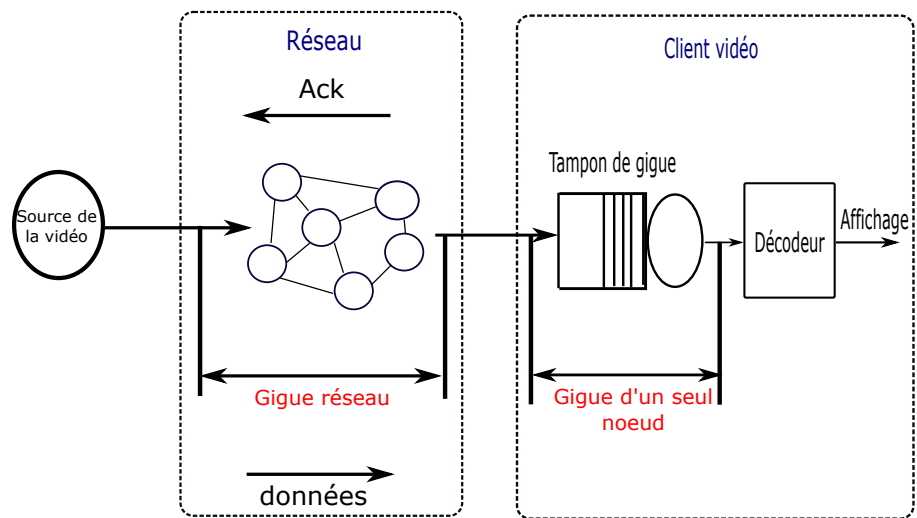 Réseau
Client vidéo
Ack
Tampon de gigue
Source de
la vidéo
Affichage
Décodeur
Gigue réseau
Gigue d'un seul
noeud
données